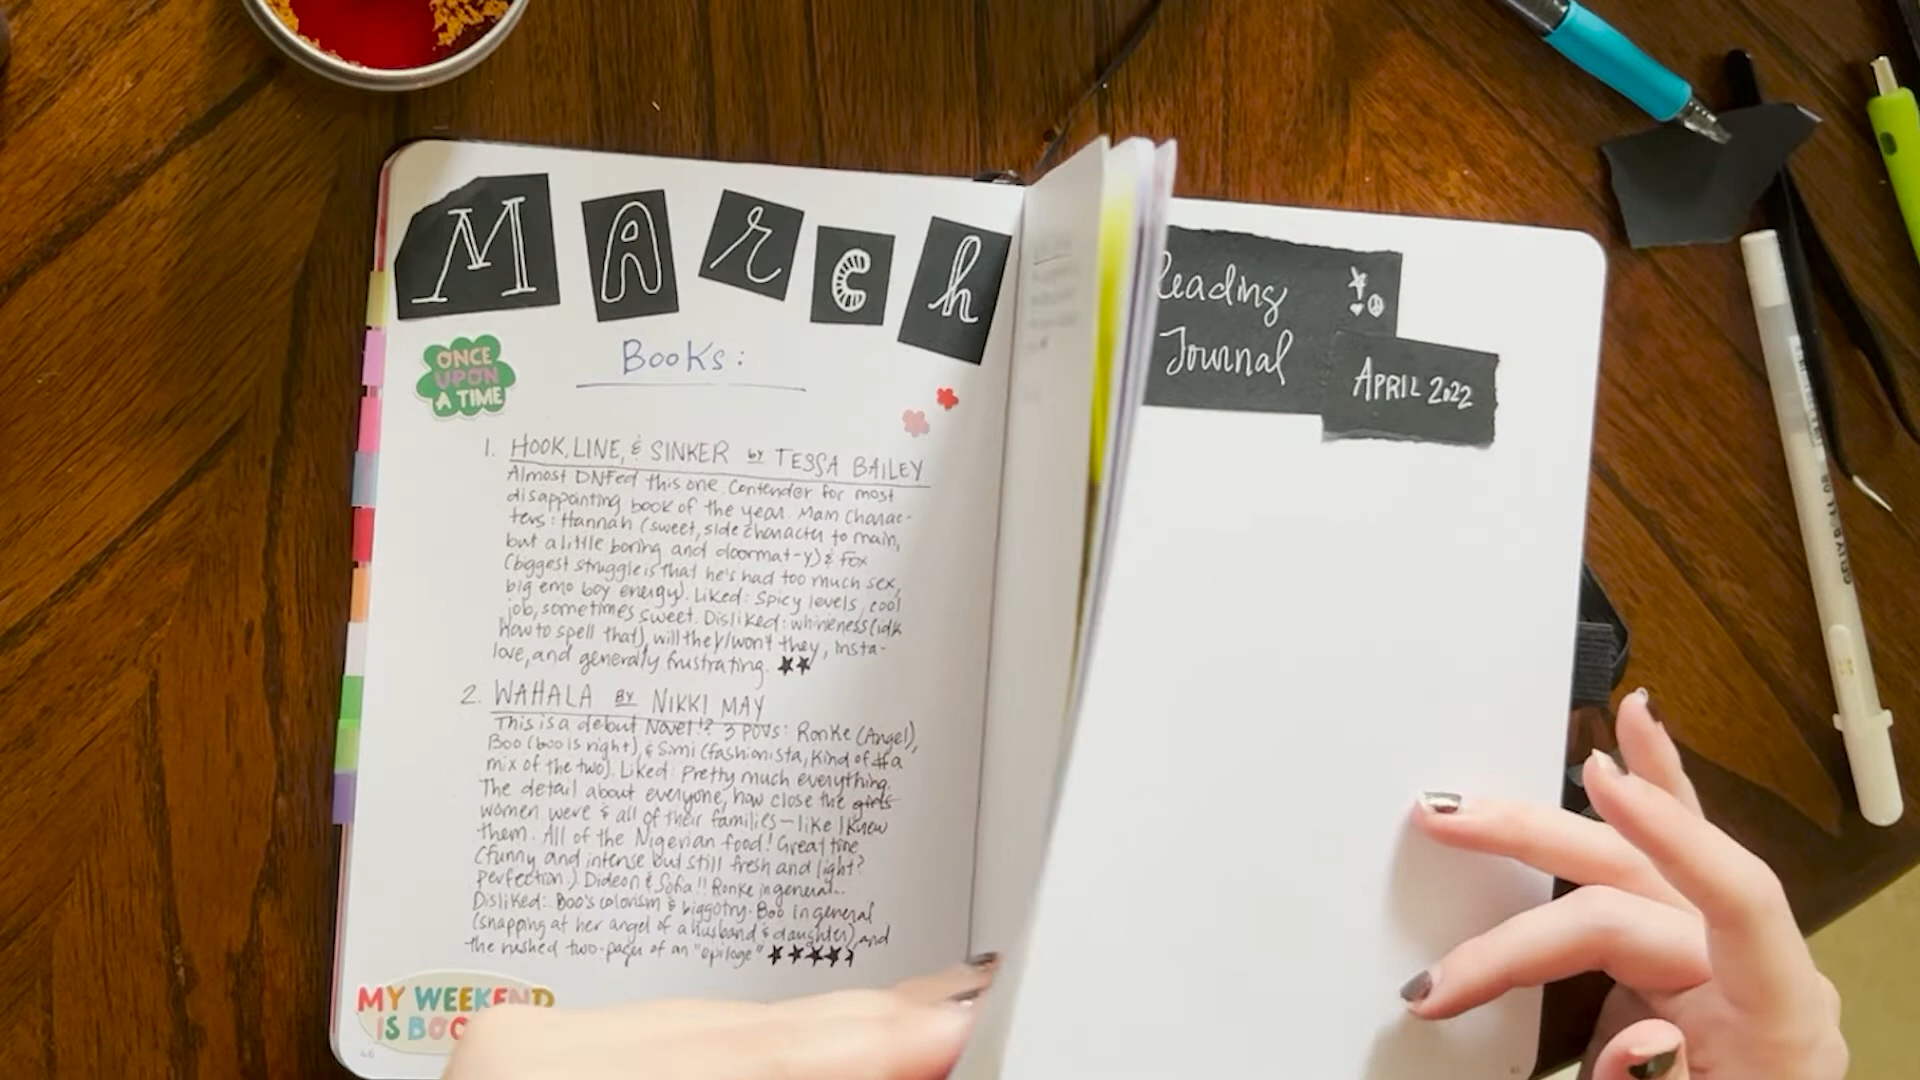 MArch
ONCE
UPON
A TIME
Books:
1. HOOK, LINE, & SINKER by TESSA BAILEY
Almost DNFed this one. Contender for most
disappointing book of the year. Main charac-
ters: Hannah (sweet, side character to main,
but a little boring and doormat-y) & Fox
(biggest struggle is that he's had too much sex,
big emo boy energy). Liked: Spicy levels, cool
job, sometimes sweet. Disliked: whineness (idk
how to spell that), will they/won't they, insta-
love, and generally frustrating. ★★
2. WAHALA BY NIKKI MAY
This is a debut Novel!? 3 POVs: Ronke (Angel),
Boo (boo is right), & Simi (fashionista, kind of a
mix of the two). Liked: Pretty much everything.
The detail about everyone, how close the girls
women were & all of their families—like I knew
them. All of the Nigerian food! Great tone
(funny and intense but still fresh and light?
perfection.) Dideon & Sofia!! Ronke in general..
Disliked: Boo's colorism & biggotry. Boo in general
(snapping at her angel of a husband & daughter), and
the rushed two-pages of an "epiloge" ★★★★
MY WEEKEND
IS BOO
Reading
Journal
APRIL 2022
GELLY ROLL 08